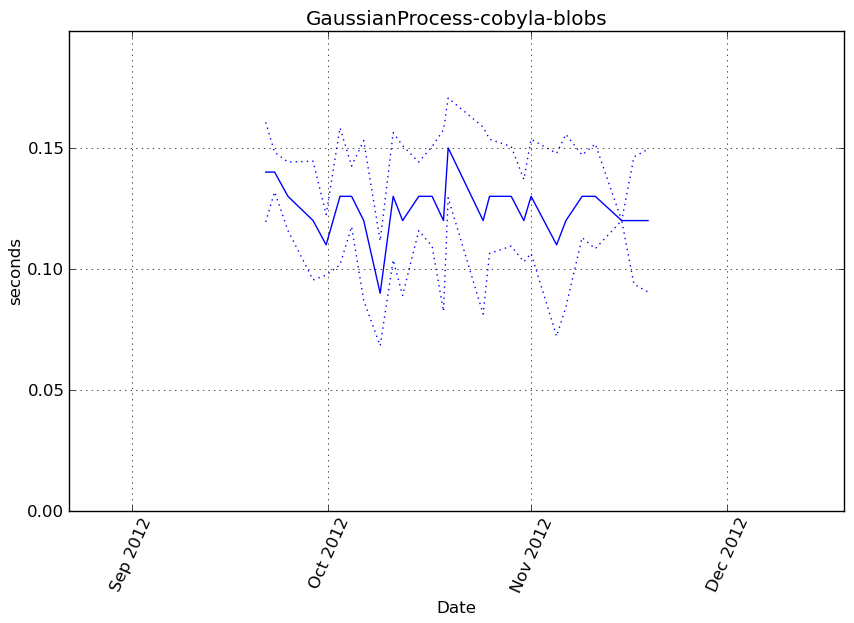 GaussianProcess-cobyla-blobs
seconds
0.15
0.10
0.05
0.00
Sep 2012
Oct 2012
Nov 2012
Dec 2012
Date